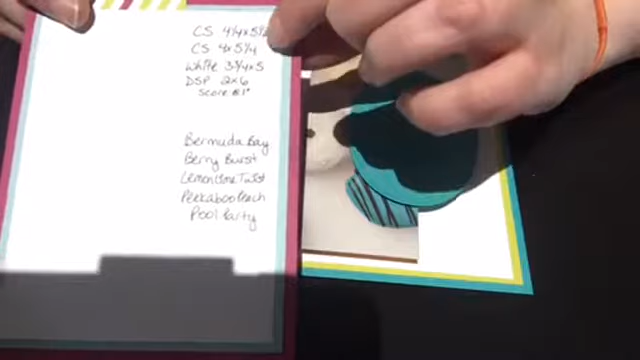 CS 4¼x5½
CS 4x5¼
White 3¾x5
DSP 2x6
Score @ 1"
Bermuda Bay
Berry Burst
Lemon Lime Twist
Peekaboo Peach
Pool Party